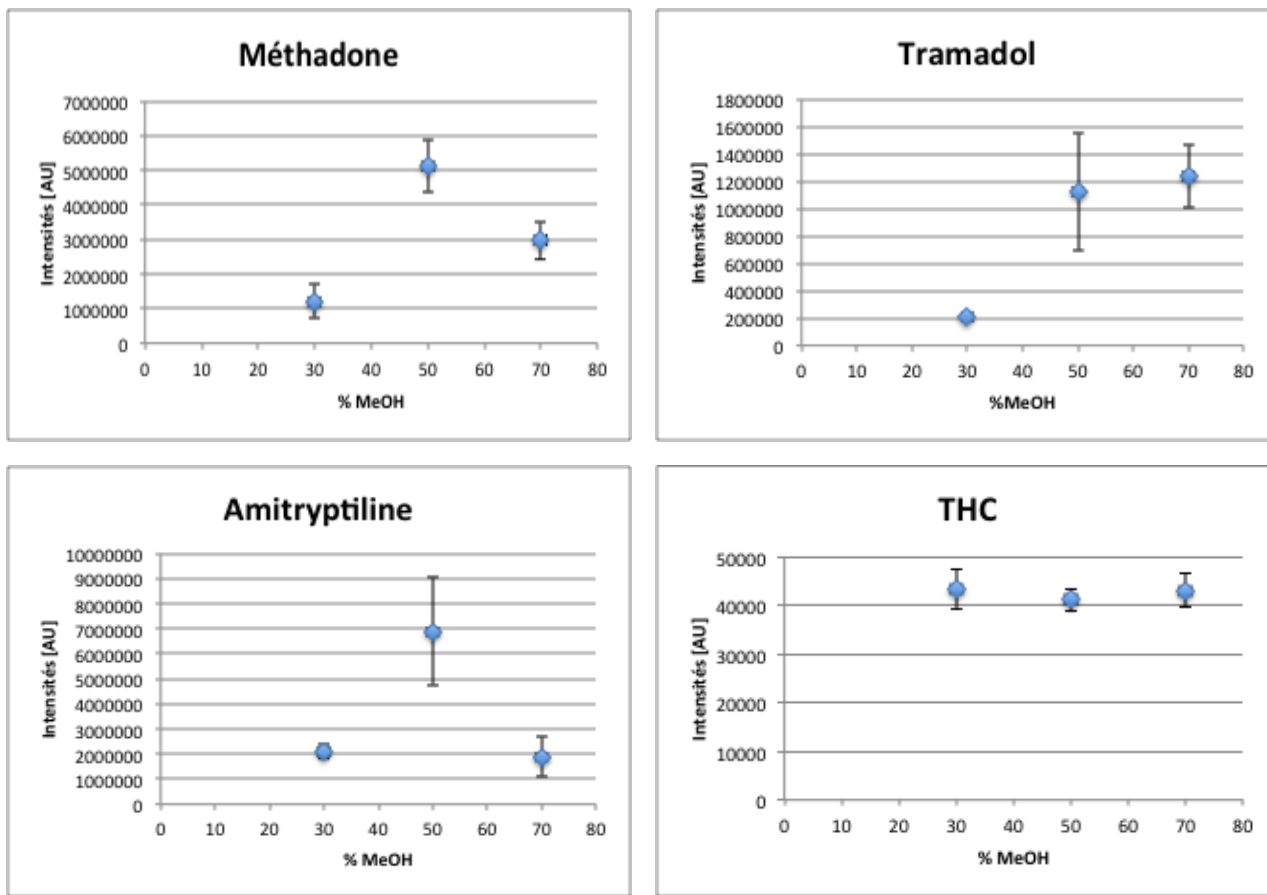 Méthadone
Intensités [AU]
7000000
6000000
5000000
4000000
3000000
2000000
1000000
0
0 10 20 30 40 50 60 70 80
% MeOH
Tramadol
Intensités [AU]
1800000
1600000
1400000
1200000
1000000
800000
600000
400000
200000
0
0 10 20 30 40 50 60 70 80
%MeOH
Amitryptiline
Intensités [AU]
10000000
9000000
8000000
7000000
6000000
5000000
4000000
3000000
2000000
1000000
0
0 10 20 30 40 50 60 70 80
% MeOH
THC
Intensités [AU]
50000
40000
30000
20000
10000
0
0 10 20 30 40 50 60 70 80
% MeOH